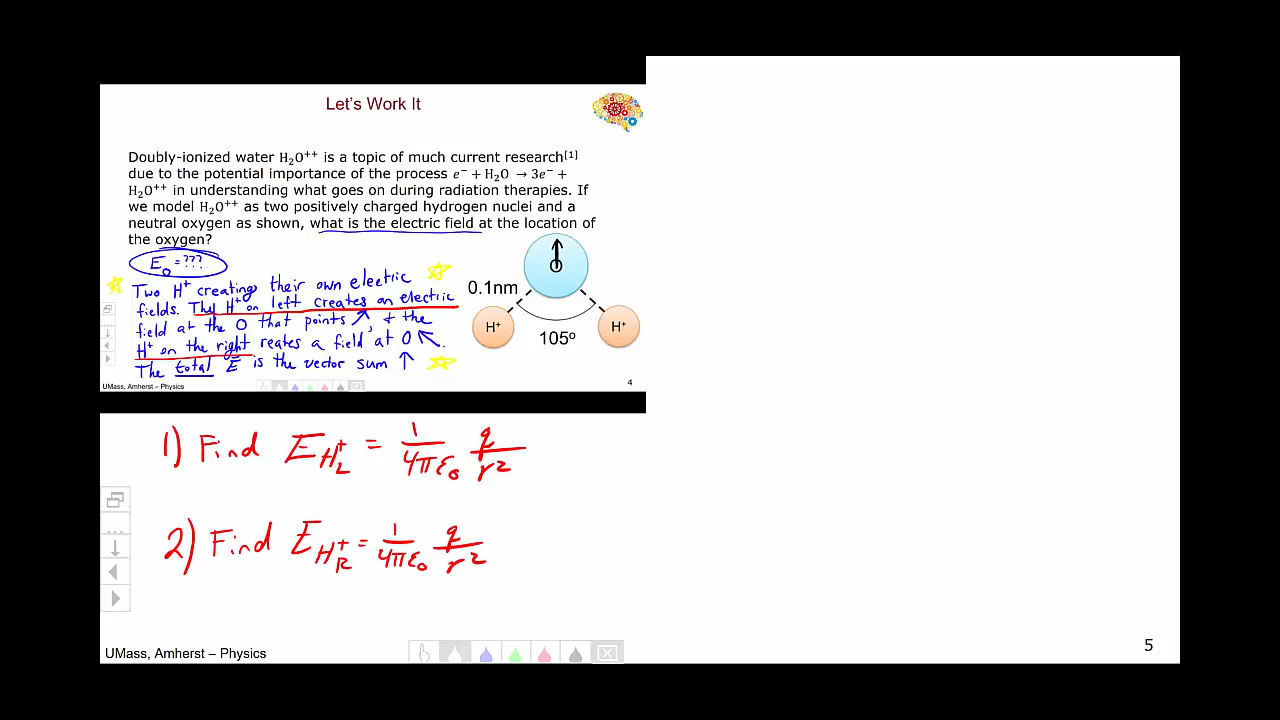 Let's Work It
Doubly-ionized water H₂O⁺⁺ is a topic of much current research[1]
due to the potential importance of the process e⁻ + H₂O → 3e⁻ +
H₂O⁺⁺ in understanding what goes on during radiation therapies. If
we model H₂O⁺⁺ as two positively charged hydrogen nuclei and a
neutral oxygen as shown, what is the electric field at the location of
the oxygen?
E₀ = ???
Two H⁺ creating their own electric
fields. The H⁺ on left creates an electric
field at the O that points ↗, + the
H⁺ on the right reates a field at O ↖.
The total E⃗ is the vector sum ↑
O
0.1nm
H⁺
H⁺
105º
UMass, Amherst – Physics
4
1) Find E_H⁺_L = 1/4πε₀ q/r²
2) Find E_H⁺_R = 1/4πε₀ q/r²
UMass, Amherst – Physics
5